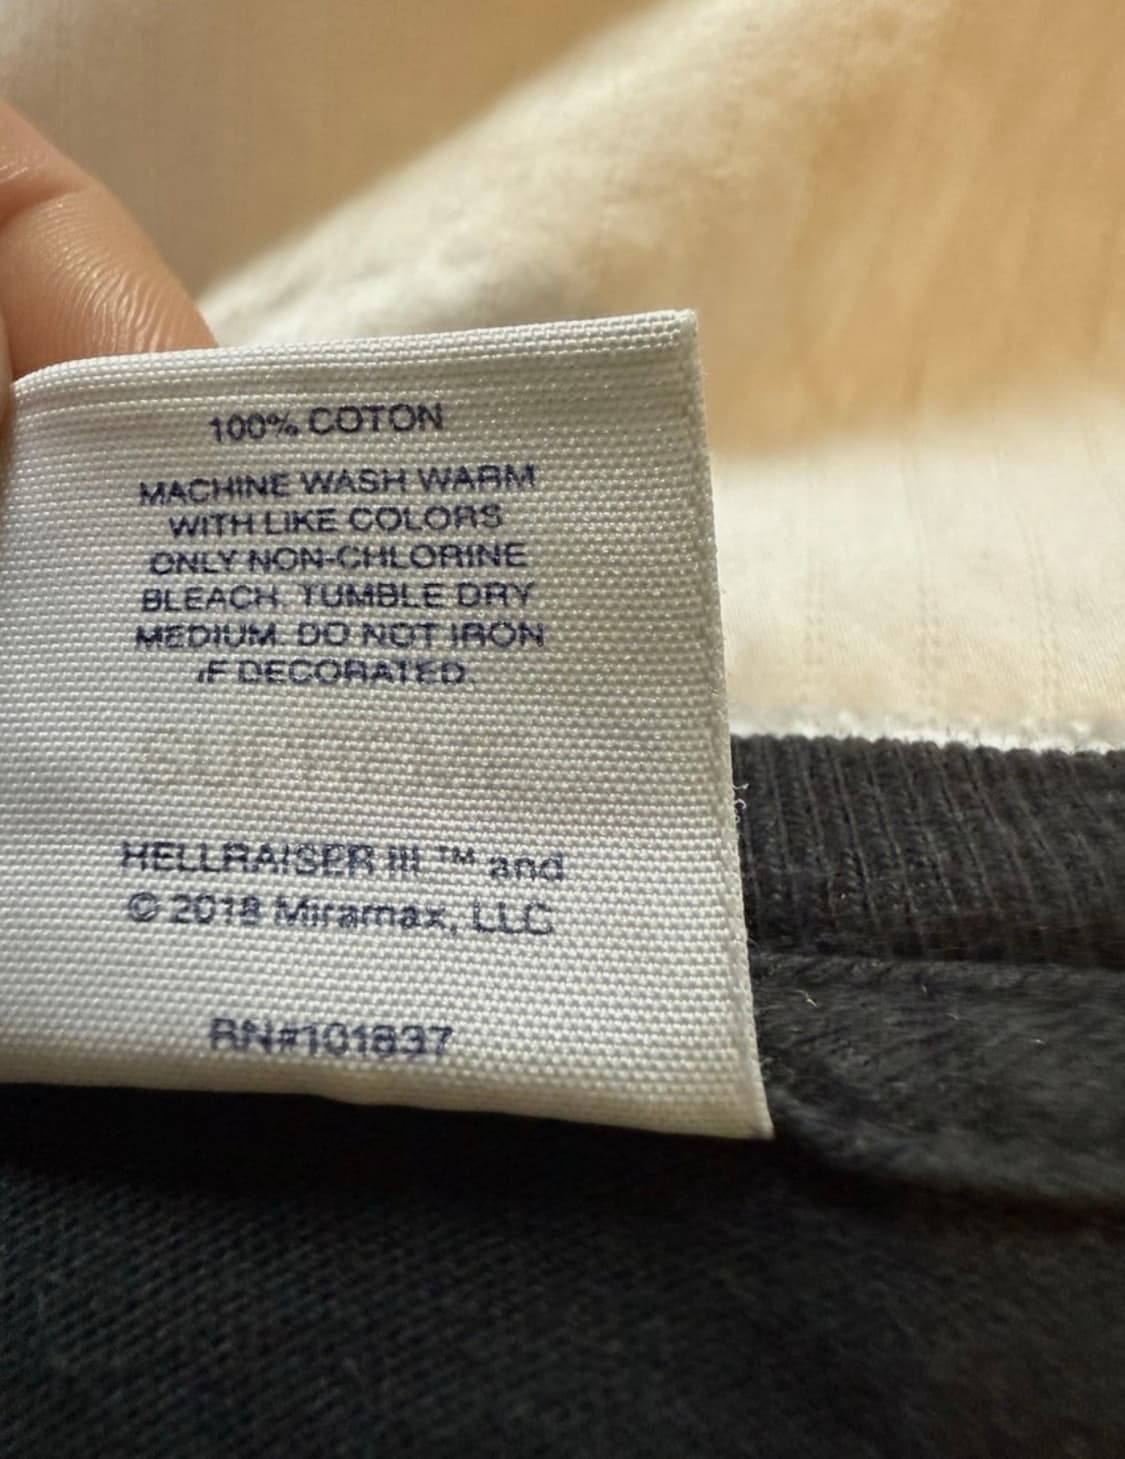 100% COTON
MACHINE WASH WARM
WITH LIKE COLORS
ONLY NON-CHLORINE
BLEACH. TUMBLE DRY
MEDIUM. DO NOT IRON
IF DECORATED.
HELLRAISER III ™ and
© 2018 Miramax, LLC
RN#101837